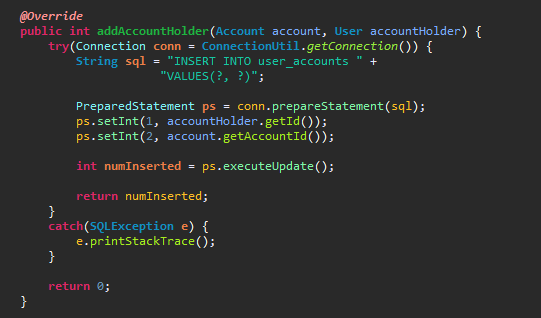 @Override
public int addAccountHolder(Account account, User accountHolder) {
try(Connection conn = ConnectionUtil.getConnection()) {
String sql = "INSERT INTO user_accounts " +
"VALUES(?, ?)";
PreparedStatement ps = conn.prepareStatement(sql);
ps.setInt(1, accountHolder.getId());
ps.setInt(2, account.getAccountId());
int numInserted = ps.executeUpdate();
return numInserted;
}
catch(SQLException e) {
e.printStackTrace();
}
return 0;
}